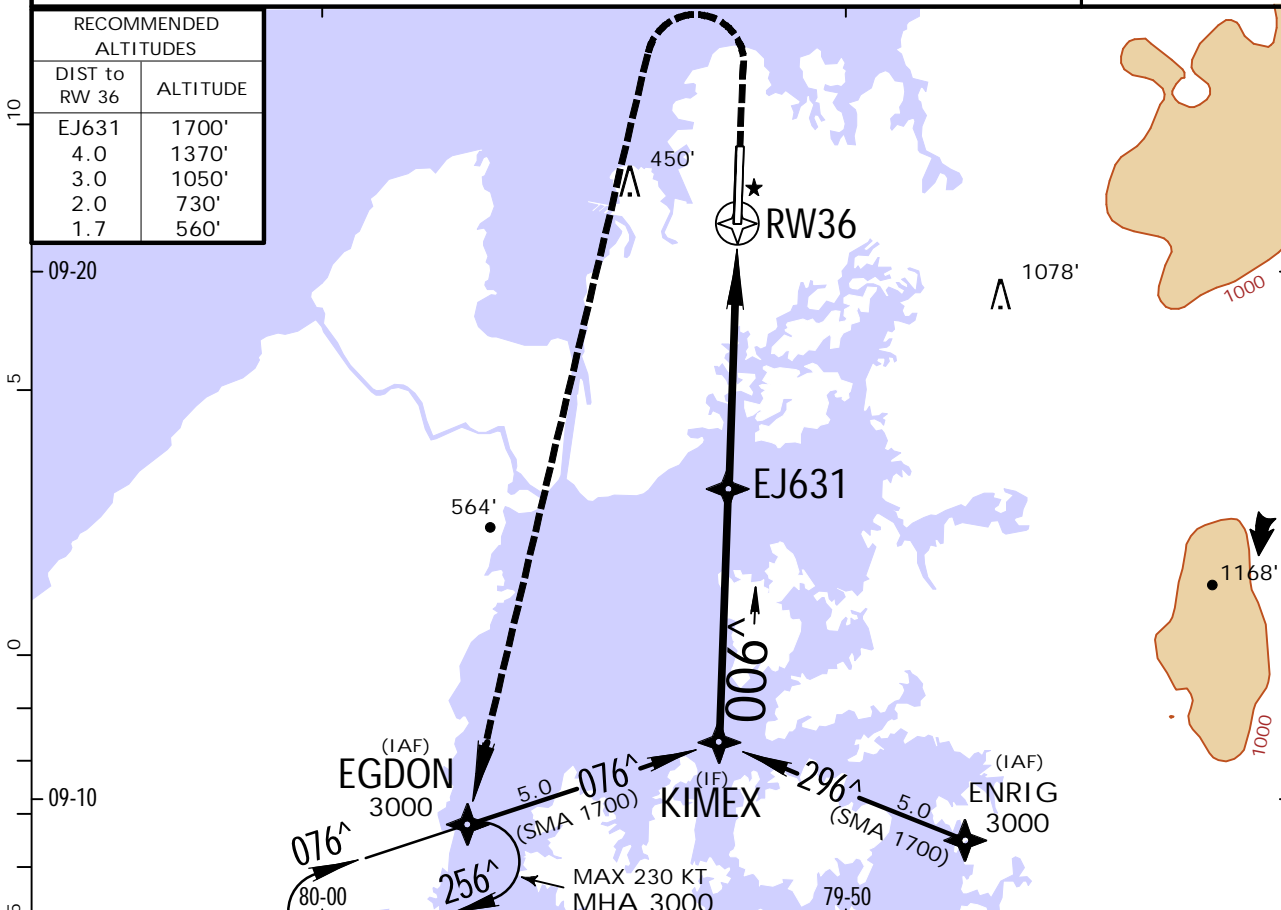 RECOMMENDED
ALTITUDES
DIST to
RW 36
ALTITUDE
EJ631 1700'
4.0 1370'
3.0 1050'
2.0 730'
1.7 560'
10
450'
RW36
09-20
1078'
1000
5
EJ631
564'
1168'
0
006^
1000
(IAF)
EGDON
3000
5.0
076^
(SMA 1700)
(IF)
KIMEX
296^
5.0
(SMA 1700)
(IAF)
ENRIG
3000
09-10
076^
256^
80-00
MAX 230 KT
MHA 3000
79-50
5